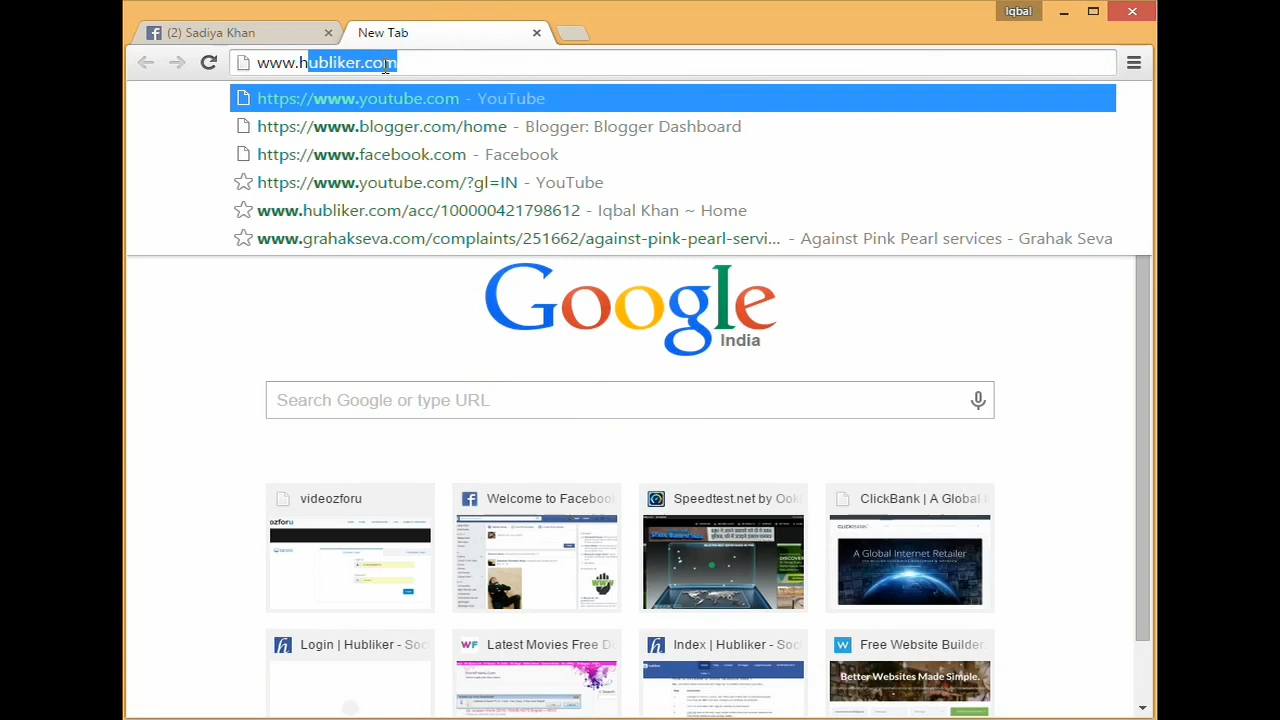 Iqbal
(2) Sadiya Khan
New Tab
www.hubliker.com
https://www.youtube.com - YouTube
https://www.blogger.com/home - Blogger: Blogger Dashboard
https://www.facebook.com - Facebook
https://www.youtube.com/?gl=IN - YouTube
www.hubliker.com/acc/100000421798612 - Iqbal Khan ~ Home
www.grahakseva.com/complaints/251662/against-pink-pearl-servi... - Against Pink Pearl services - Grahak Seva
Google
India
Search Google or type URL
videozforu
Welcome to Facebook
Speedtest.net by Ookl
ClickBank | A Global I
CLICKBANK
A Global Internet Retailer
Login | Hubliker - Soc
Latest Movies Free D
Index | Hubliker - Soc
Free Website Builder
Better Websites Made Simple.